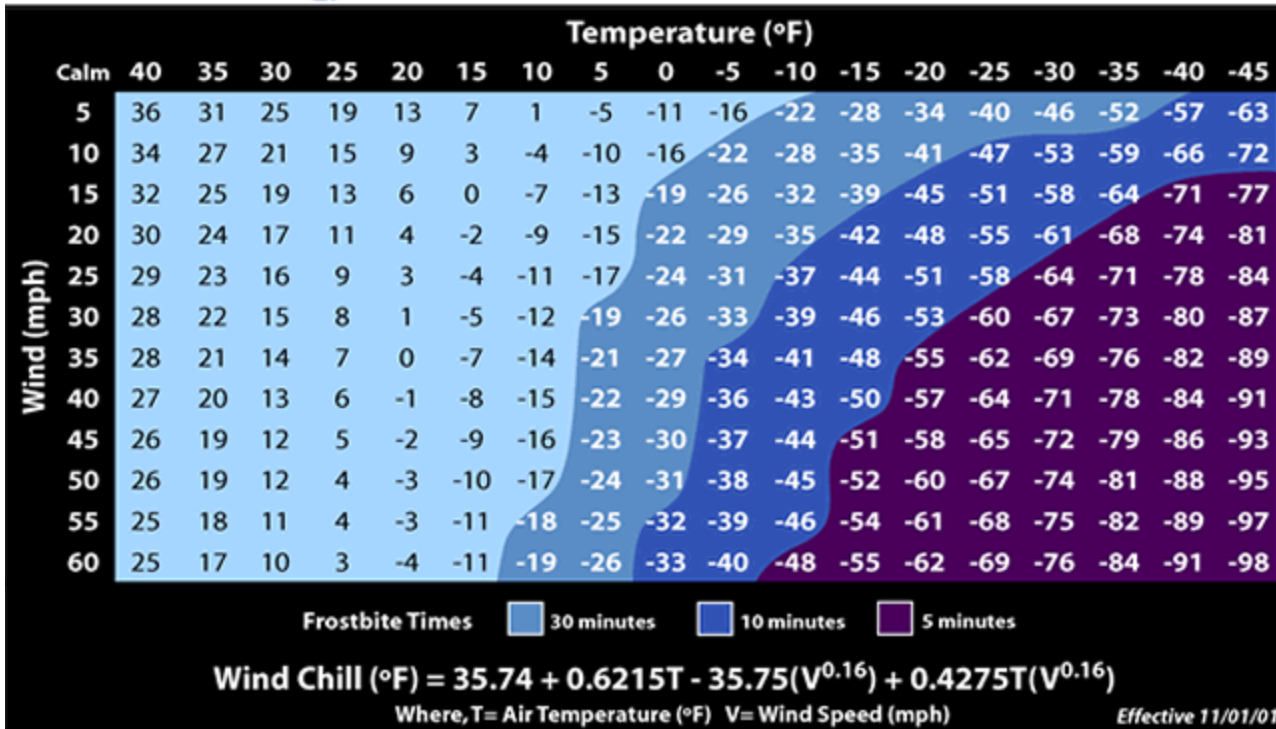 Temperature (ºF)
Calm 40 35 30 25 20 15 10 5 0 -5 -10 -15 -20 -25 -30 -35 -40 -45
Wind (mph)
5 36 31 25 19 13 7 1 -5 -11 -16 -22 -28 -34 -40 -46 -52 -57 -63
10 34 27 21 15 9 3 -4 -10 -16 -22 -28 -35 -41 -47 -53 -59 -66 -72
15 32 25 19 13 6 0 -7 -13 -19 -26 -32 -39 -45 -51 -58 -64 -71 -77
20 30 24 17 11 4 -2 -9 -15 -22 -29 -35 -42 -48 -55 -61 -68 -74 -81
25 29 23 16 9 3 -4 -11 -17 -24 -31 -37 -44 -51 -58 -64 -71 -78 -84
30 28 22 15 8 1 -5 -12 -19 -26 -33 -39 -46 -53 -60 -67 -73 -80 -87
35 28 21 14 7 0 -7 -14 -21 -27 -34 -41 -48 -55 -62 -69 -76 -82 -89
40 27 20 13 6 -1 -8 -15 -22 -29 -36 -43 -50 -57 -64 -71 -78 -84 -91
45 26 19 12 5 -2 -9 -16 -23 -30 -37 -44 -51 -58 -65 -72 -79 -86 -93
50 26 19 12 4 -3 -10 -17 -24 -31 -38 -45 -52 -60 -67 -74 -81 -88 -95
55 25 18 11 4 -3 -11 -18 -25 -32 -39 -46 -54 -61 -68 -75 -82 -89 -97
60 25 17 10 3 -4 -11 -19 -26 -33 -40 -48 -55 -62 -69 -76 -84 -91 -98
Frostbite Times 30 minutes 10 minutes 5 minutes
Wind Chill (ºF) = 35.74 + 0.6215T - 35.75(V^0.16) + 0.4275T(V^0.16)
Where, T= Air Temperature (ºF) V= Wind Speed (mph)
Effective 11/01/01